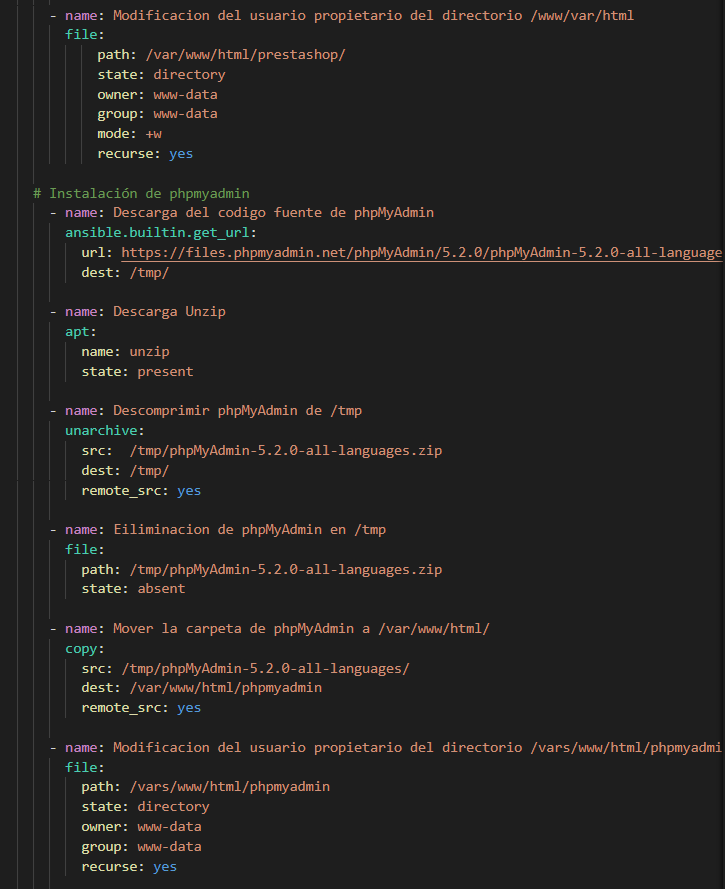 - name: Modificacion del usuario propietario del directorio /www/var/html
file:
path: /var/www/html/prestashop/
state: directory
owner: www-data
group: www-data
mode: +w
recurse: yes
# Instalación de phpmyadmin
- name: Descarga del codigo fuente de phpMyAdmin
ansible.builtin.get_url:
url: https://files.phpmyadmin.net/phpMyAdmin/5.2.0/phpMyAdmin-5.2.0-all-language
dest: /tmp/
- name: Descarga Unzip
apt:
name: unzip
state: present
- name: Descomprimir phpMyAdmin de /tmp
unarchive:
src:  /tmp/phpMyAdmin-5.2.0-all-languages.zip
dest: /tmp/
remote_src: yes
- name: Eiliminacion de phpMyAdmin en /tmp
file:
path: /tmp/phpMyAdmin-5.2.0-all-languages.zip
state: absent
- name: Mover la carpeta de phpMyAdmin a /var/www/html/
copy:
src: /tmp/phpMyAdmin-5.2.0-all-languages/
dest: /var/www/html/phpmyadmin
remote_src: yes
- name: Modificacion del usuario propietario del directorio /vars/www/html/phpmyadmi
file:
path: /vars/www/html/phpmyadmin
state: directory
owner: www-data
group: www-data
recurse: yes